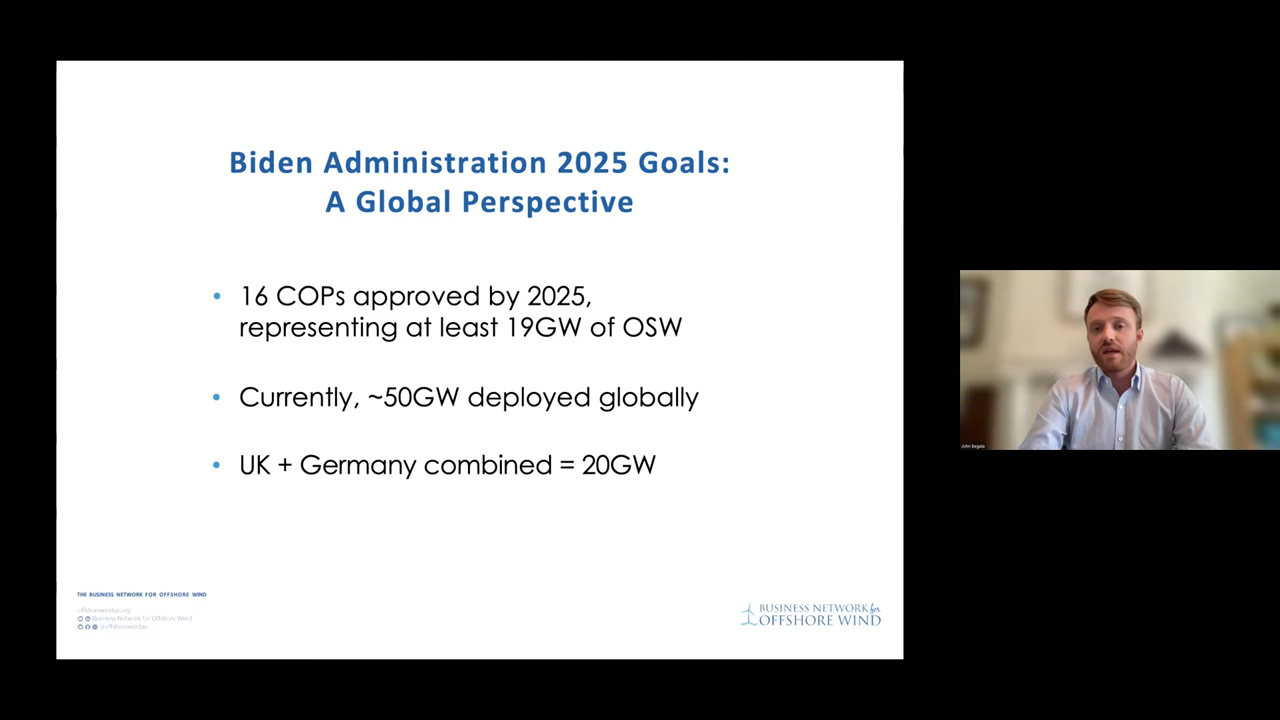 Biden Administration 2025 Goals:
A Global Perspective
• 16 COPs approved by 2025,
representing at least 19GW of OSW
• Currently, ~50GW deployed globally
• UK + Germany combined = 20GW
THE BUSINESS NETWORK FOR OFFSHORE WIND
offshorewindus.org
Business Network for Offshore Wind
@offshorewindus
BUSINESS NETWORK for
OFFSHORE WIND
John Begala